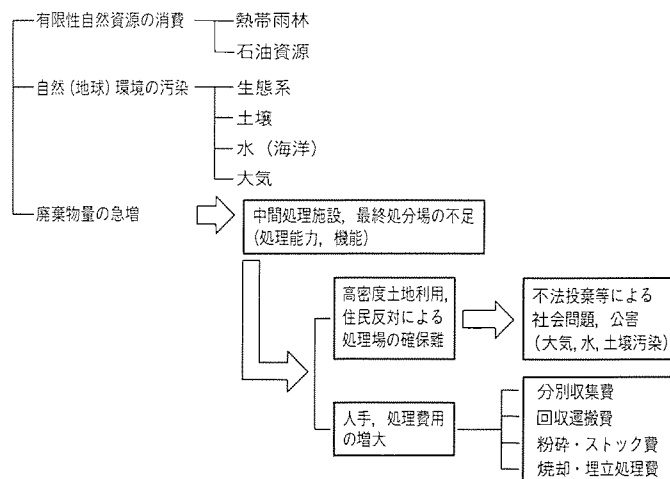 有限性自然資源の消費
熱帯雨林
石油資源
自然(地球)環境の汚染
生態系
土壌
水(海洋)
大気
廃棄物量の急増
中間処理施設,最終処分場の不足
(処理能力,機能)
高密度土地利用,
住民反対による
処理場の確保難
不法投棄等による
社会問題,公害
(大気,水,土壌汚染)
人手,処理費用
の増大
分別収集費
回収運搬費
粉砕・ストック費
焼却・埋立処理費